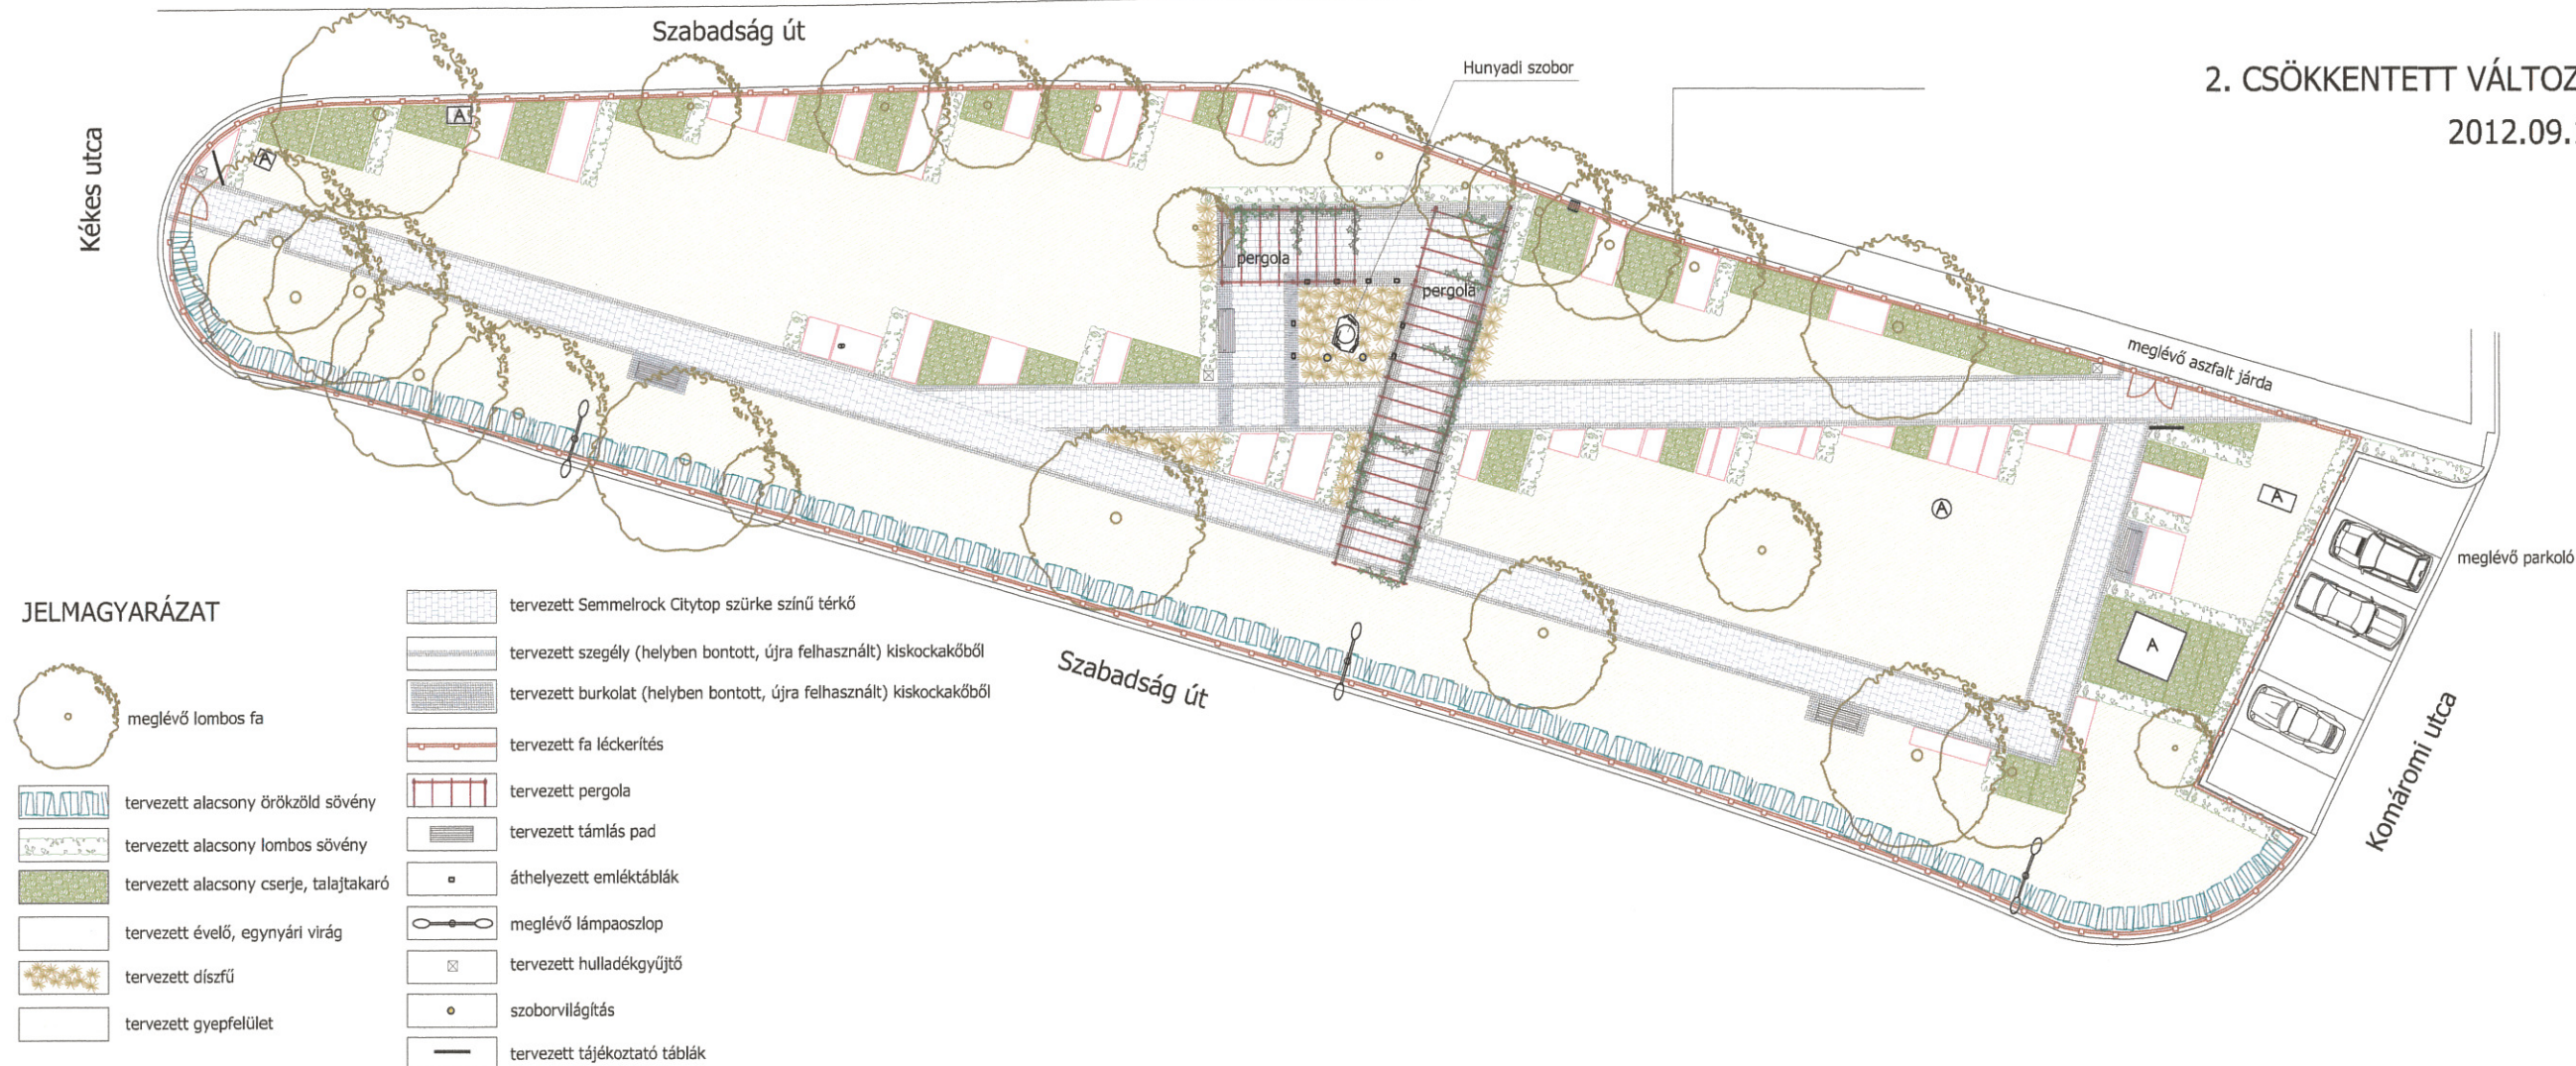 Szabadság út
Hunyadi szobor
2. CSÖKKENTETT VÁLTOZ
2012.09.
Kékes utca
A
A
pergola
pergola
meglévő aszfalt járda
A
A
A
meglévő parkoló
Szabadság út
Komáromi utca
JELMAGYARÁZAT
meglévő lombos fa
tervezett alacsony örökzöld sövény
tervezett alacsony lombos sövény
tervezett alacsony cserje, talajtakaró
tervezett évelő, egynyári virág
tervezett díszfű
tervezett gyepfelület
tervezett Semmelrock Citytop szürke színű térkő
tervezett szegély (helyben bontott, újra felhasznált) kiskockakőből
tervezett burkolat (helyben bontott, újra felhasznált) kiskockakőből
tervezett fa léckerítés
tervezett pergola
tervezett támlás pad
áthelyezett emléktáblák
meglévő lámpaoszlop
tervezett hulladékgyűjtő
szoborvilágítás
tervezett tájékoztató táblák